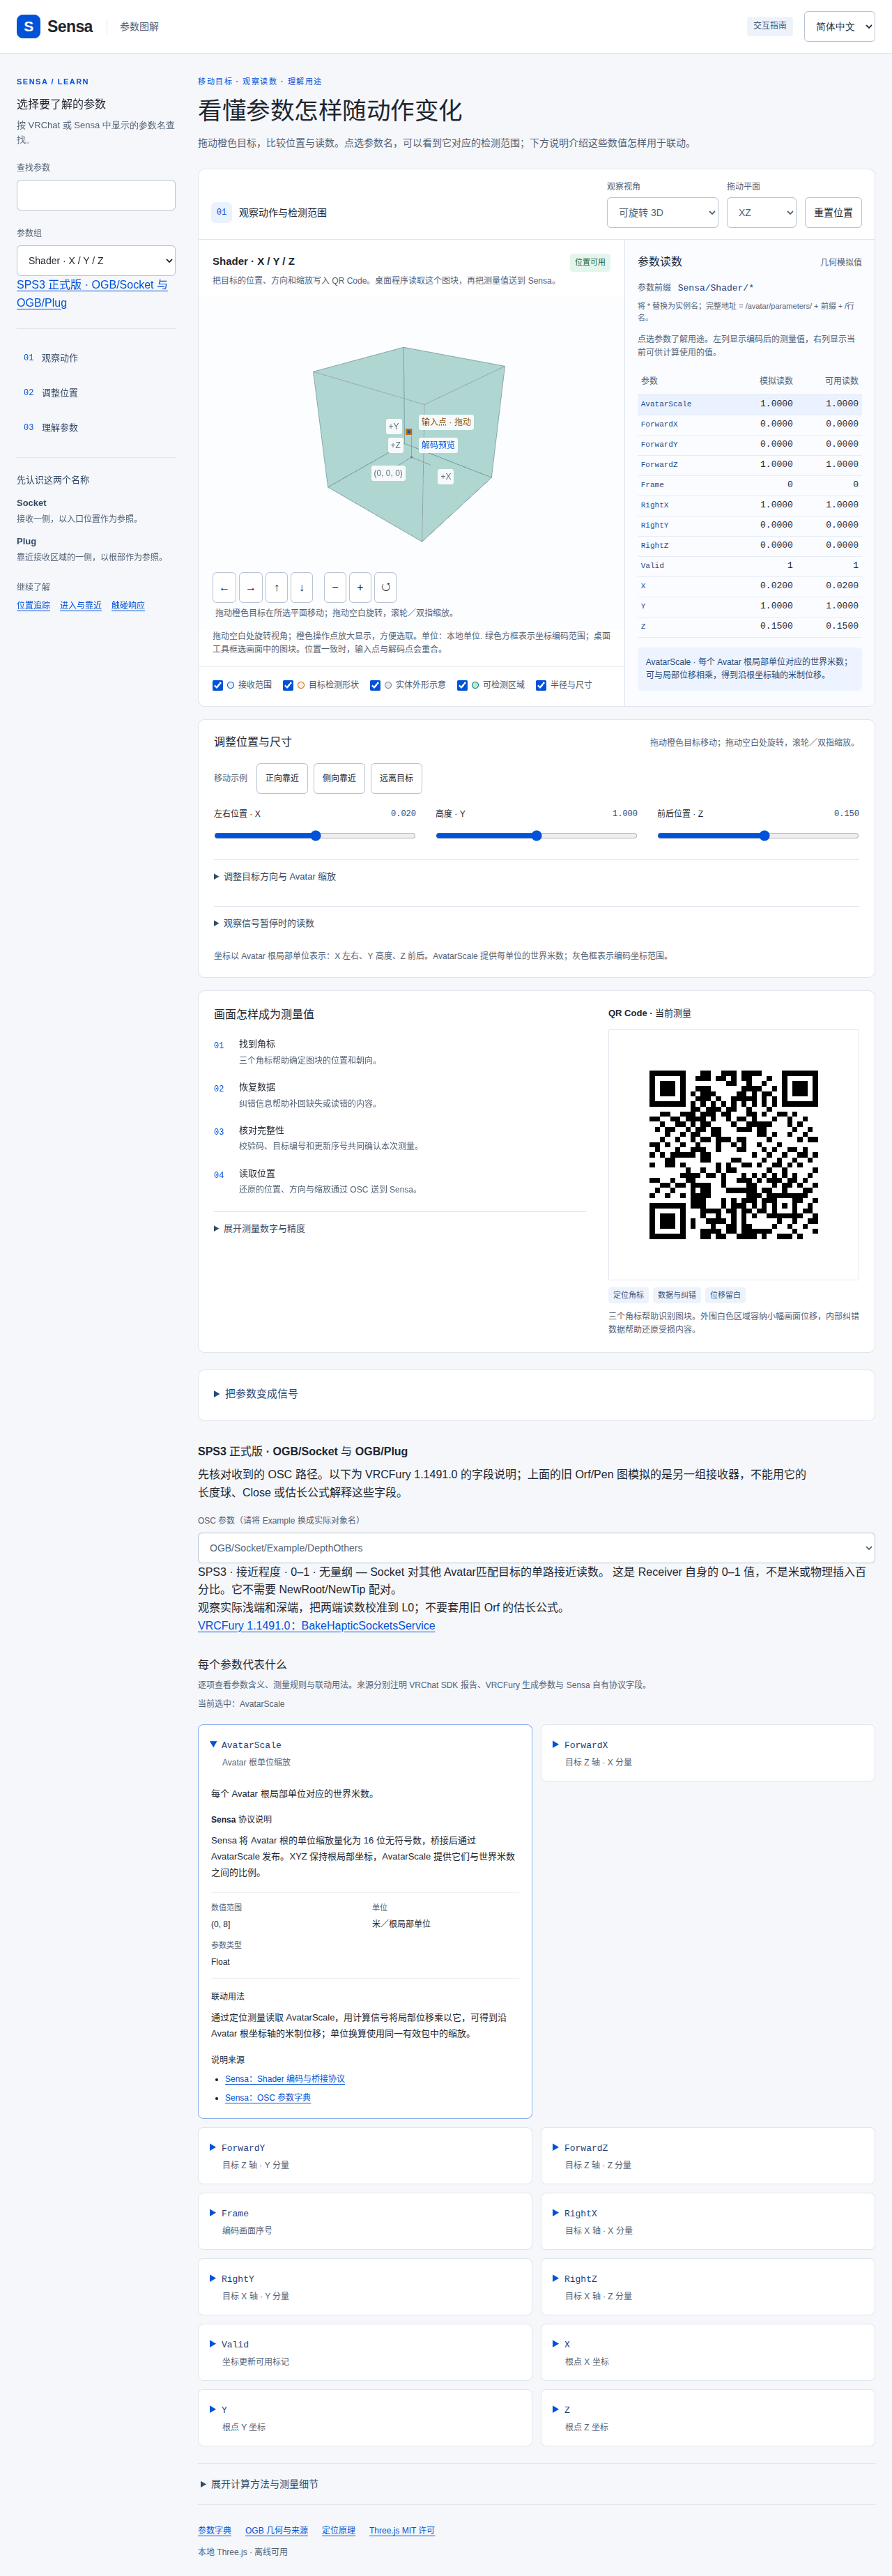 S Sensa 参数图解
交互指南 简体中文
SENSA / LEARN
选择要了解的参数
按 VRChat 或 Sensa 中显示的参数名查
找。
查找参数
参数组
Shader · X / Y / Z
SPS3 正式版 · OGB/Socket 与
OGB/Plug
01 观察动作
02 调整位置
03 理解参数
先认识这两个名称
Socket
接收一侧，以入口位置作为参照。
Plug
靠近接收区域的一侧，以根部作为参照。
继续了解
位置追踪 进入与靠近 触碰响应
移动目标 · 观察读数 · 理解用途
看懂参数怎样随动作变化
拖动橙色目标，比较位置与读数。点选参数名，可以看到它对应的检测范围；下方说明介绍这些数值怎样用于联动。
01 观察动作与检测范围
观察视角
可旋转 3D
拖动平面
XZ
重置位置
Shader · X / Y / Z
位置可用
把目标的位置、方向和缩放写入 QR Code。桌面程序读取这个图块，再把测量值送到 Sensa。
+Y
输入点 · 拖动
+Z
解码预览
(0, 0, 0)
+X
← → ↑ ↓ − + ↺
拖动橙色目标在所选平面移动；拖动空白旋转，滚轮／双指缩放。
拖动空白处旋转视角；橙色操作点放大显示，方便选取。单位：本地单位. 绿色方框表示坐标编码范围；桌面
工具框选画面中的图块。位置一致时，输入点与解码点会重合。
接收范围 目标检测形状 实体外形示意 可检测区域 半径与尺寸
参数读数
几何模拟值
参数前缀 Sensa/Shader/*
将 * 替换为实例名；完整地址 = /avatar/parameters/ + 前缀 + /行
名。
点选参数了解用途。左列显示编码后的测量值，右列显示当
前可供计算使用的值。
参数 模拟读数 可用读数
AvatarScale 1.0000 1.0000
ForwardX 0.0000 0.0000
ForwardY 0.0000 0.0000
ForwardZ 1.0000 1.0000
Frame 0 0
RightX 1.0000 1.0000
RightY 0.0000 0.0000
RightZ 0.0000 0.0000
Valid 1 1
X 0.0200 0.0200
Y 1.0000 1.0000
Z 0.1500 0.1500
AvatarScale · 每个 Avatar 根局部单位对应的世界米数；
可与局部位移相乘，得到沿根坐标轴的米制位移。
调整位置与尺寸
拖动橙色目标移动；拖动空白处旋转，滚轮／双指缩放。
移动示例 正向靠近 侧向靠近 远离目标
左右位置 · X 0.020
高度 · Y 1.000
前后位置 · Z 0.150
调整目标方向与 Avatar 缩放
观察信号暂停时的读数
坐标以 Avatar 根局部单位表示：X 左右、Y 高度、Z 前后。AvatarScale 提供每单位的世界米数；灰色框表示编码坐标范围。
画面怎样成为测量值
01 找到角标
三个角标帮助确定图块的位置和朝向。
02 恢复数据
纠错信息帮助补回缺失或读错的内容。
03 核对完整性
校验码、目标编号和更新序号共同确认本次测量。
04 读取位置
还原的位置、方向与缩放通过 OSC 送到 Sensa。
展开测量数字与精度
QR Code · 当前测量
定位角标 数据与纠错 位移留白
三个角标帮助识别图块。外围白色区域容纳小幅画面位移，内部纠错
数据帮助还原受损内容。
把参数变成信号
SPS3 正式版 · OGB/Socket 与 OGB/Plug
先核对收到的 OSC 路径。以下为 VRCFury 1.1491.0 的字段说明；上面的旧 Orf/Pen 图模拟的是另一组接收器，不能用它的
长度球、Close 或估长公式解释这些字段。
OSC 参数（请将 Example 换成实际对象名）
OGB/Socket/Example/DepthOthers
SPS3 · 接近程度 · 0–1 · 无量纲 — Socket 对其他 Avatar匹配目标的单路接近读数。 这是 Receiver 自身的 0–1 值，不是米或物理插入百
分比。它不需要 NewRoot/NewTip 配对。
观察实际浅端和深端，把两端读数校准到 L0；不要套用旧 Orf 的估长公式。
VRCFury 1.1491.0：BakeHapticSocketsService
每个参数代表什么
逐项查看参数含义、测量规则与联动用法。来源分别注明 VRChat SDK 报告、VRCFury 生成参数与 Sensa 自有协议字段。
当前选中：AvatarScale
AvatarScale
Avatar 根单位缩放
每个 Avatar 根局部单位对应的世界米数。
Sensa 协议说明
Sensa 将 Avatar 根的单位缩放量化为 16 位无符号数，桥接后通过
AvatarScale 发布。XYZ 保持根局部坐标，AvatarScale 提供它们与世界米数
之间的比例。
数值范围 单位
(0, 8] 米／根局部单位
参数类型
Float
联动用法
通过定位测量读取 AvatarScale，用计算信号将局部位移乘以它，可得到沿
Avatar 根坐标轴的米制位移；单位换算使用同一有效包中的缩放。
说明来源
Sensa：Shader 编码与桥接协议
Sensa：OSC 参数字典
ForwardX
目标 Z 轴 · X 分量
ForwardY
目标 Z 轴 · Y 分量
ForwardZ
目标 Z 轴 · Z 分量
Frame
编码画面序号
RightX
目标 X 轴 · X 分量
RightY
目标 X 轴 · Y 分量
RightZ
目标 X 轴 · Z 分量
Valid
坐标更新可用标记
X
根点 X 坐标
Y
根点 Y 坐标
Z
根点 Z 坐标
展开计算方法与测量细节
参数字典 OGB 几何与来源 定位原理 Three.js MIT 许可
本地 Three.js · 离线可用